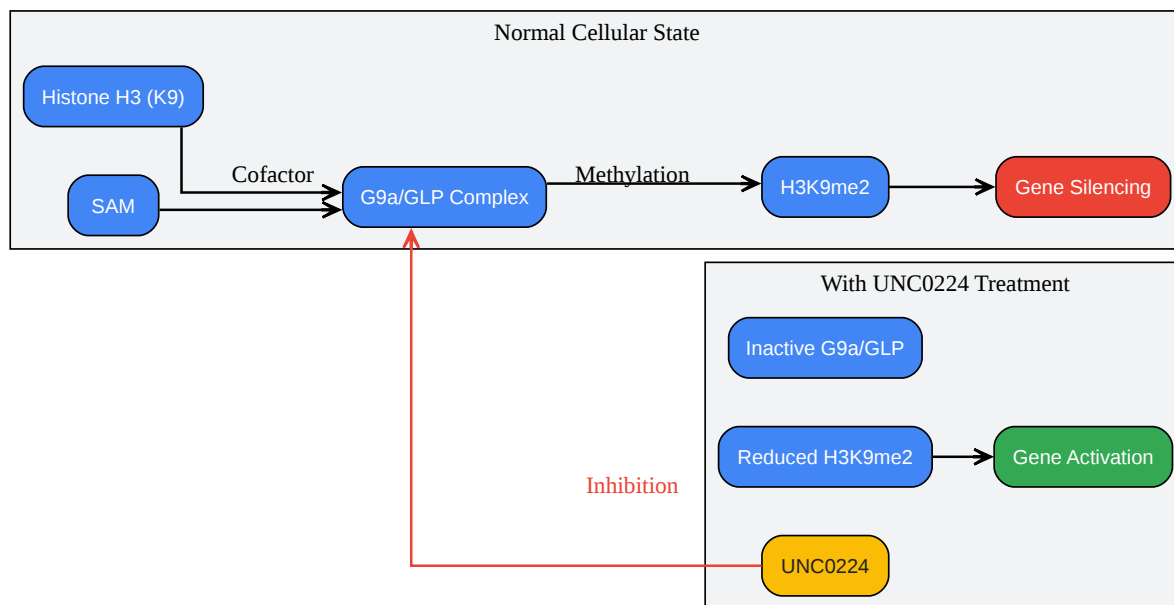 Normal Cellular State
Histone H3 (K9)
Cofactor
SAM
G9a/GLP Complex
Methylation
H3K9me2
Gene Silencing
With UNC0224 Treatment
Inactive G9a/GLP
Reduced H3K9me2
Gene Activation
Inhibition
UNC0224